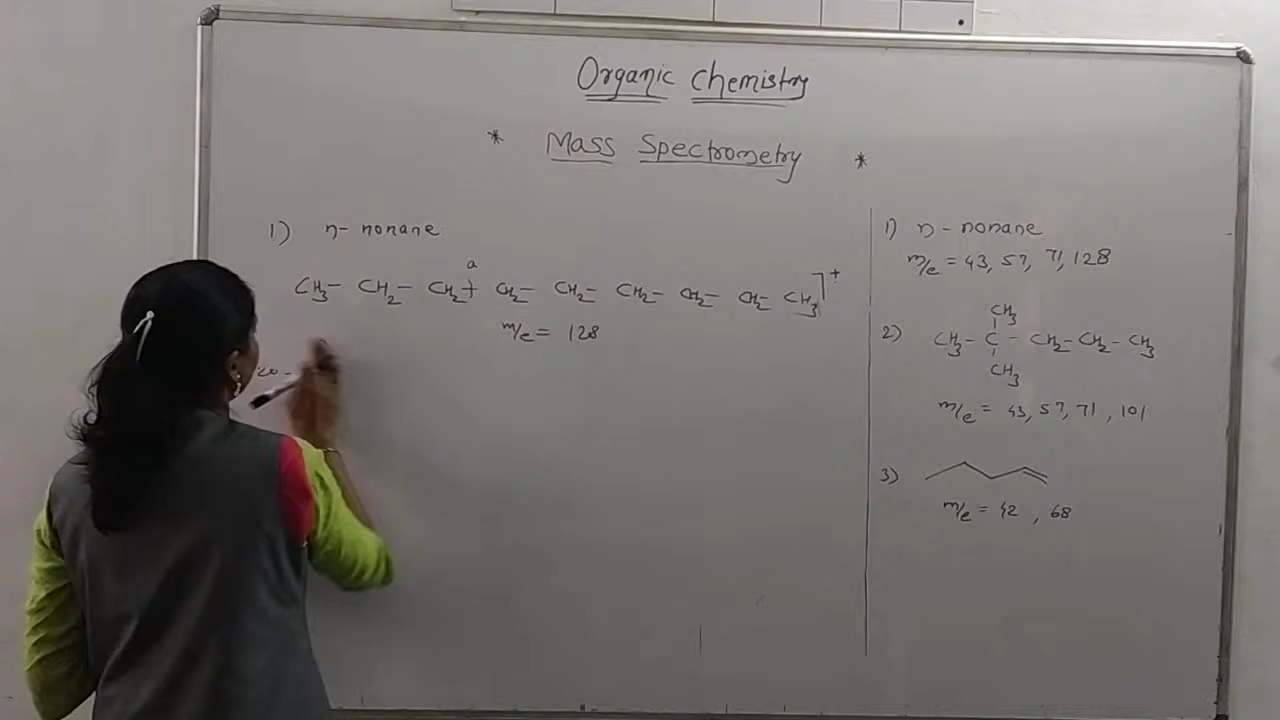 Organic Chemistry
* Mass Spectrometry *
1) n-nonane
a
CH3- CH2- CH2+ CH2- CH2- CH2- CH2- CH2- CH3]+
m/e = 128
1) n-nonane
m/e = 43, 57, 71, 128
2)
CH3
CH3- C - CH2- CH2- CH3
CH3
m/e = 43, 57, 71, 101
3)
m/e = 42, 68